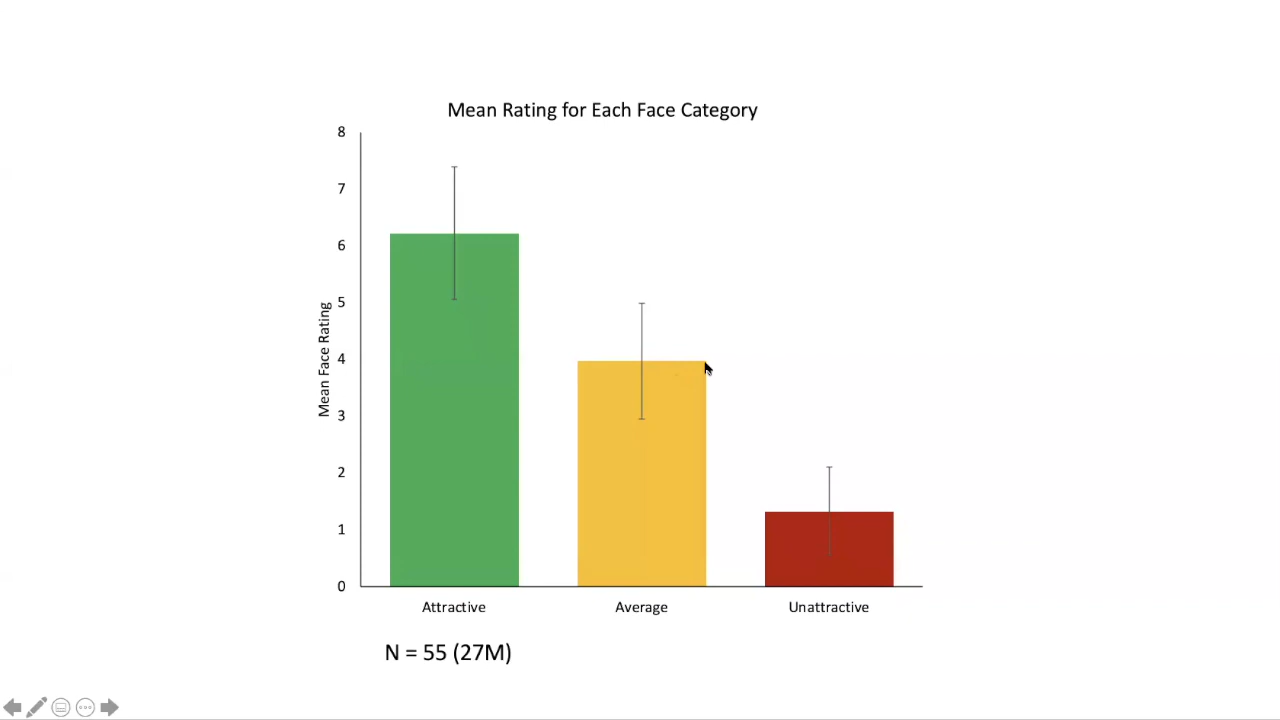 Mean Rating for Each Face Category
8
7
6
5
4
3
2
1
0
Mean Face Rating
Attractive
Average
Unattractive
N = 55 (27M)